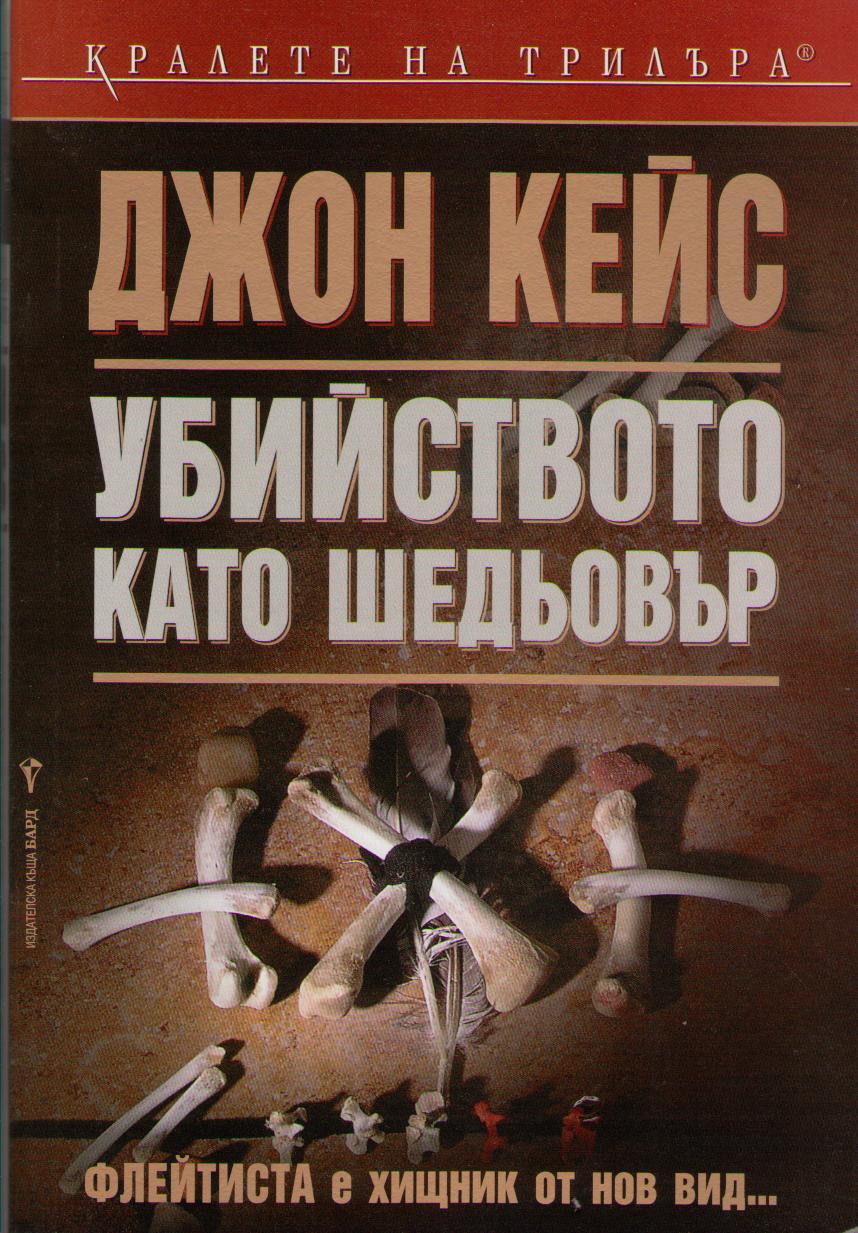 КРАЛЕТЕ НА ТРИЛЪРА®
ДЖОН КЕЙС
УБИЙСТВОТО
КАТО ШЕДЬОВЪР
ИЗДАТЕЛСКА КЪЩА БАРД
ФЛЕЙТИСТА е ХИЩНИК ОТ НОВ ВИД...